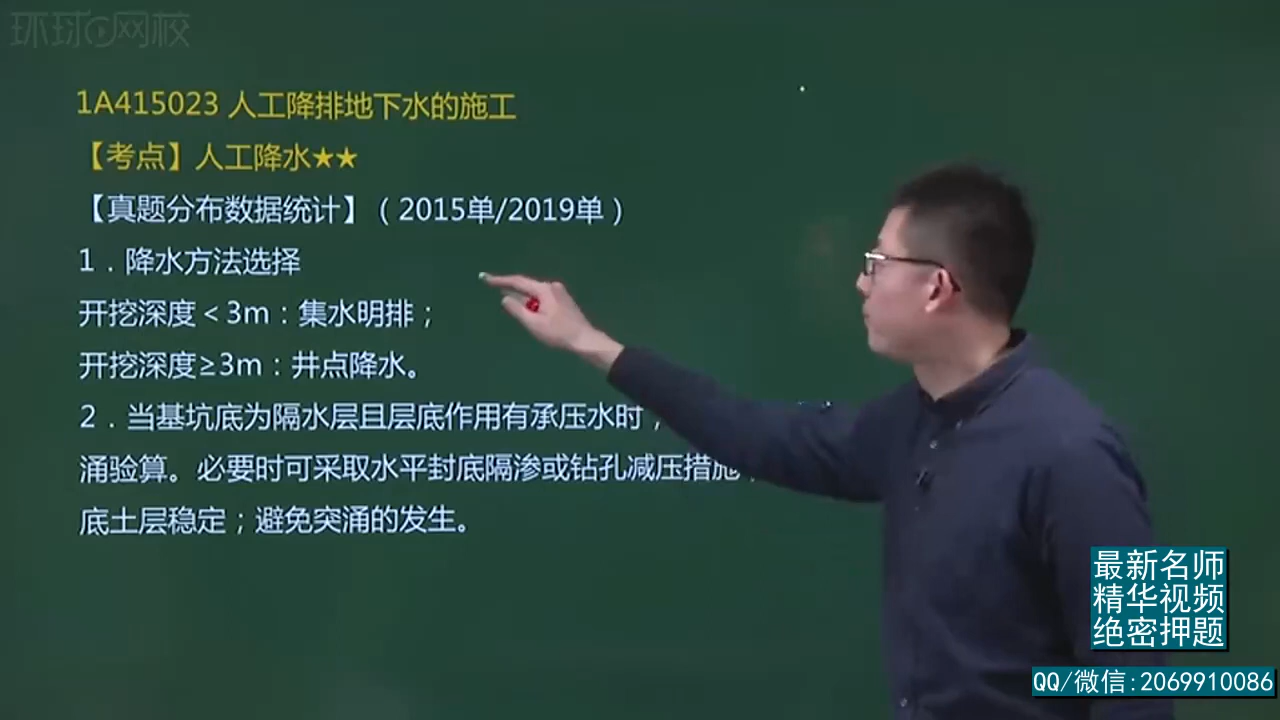 环球网校
1A415023 人工降排地下水的施工
【考点】人工降水★★
【真题分布数据统计】（2015单/2019单）
1．降水方法选择
开挖深度＜3m：集水明排；
开挖深度≥3m：井点降水。
2．当基坑底为隔水层且层底作用有承压水时，
涌验算。必要时可采取水平封底隔渗或钻孔减压措施，
底土层稳定；避免突涌的发生。
最新名师
精华视频
绝密押题
QQ/微信:2069910086